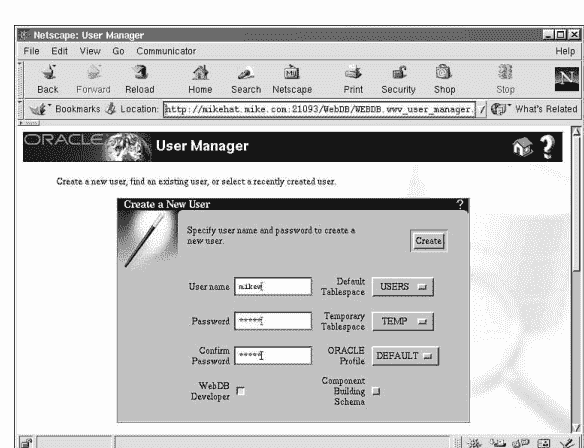 Netscape: User Manager
File Edit View Go Communicator Help
Back Forward Reload Home Search Netscape Print Security Shop Stop
N
Bookmarks Location: http://mikehat.mike.com:21093/WebDB/WEBDB.wwv_user_manager. What's Related
ORACLE User Manager ?
Create a new user, find an existing user, or select a recently created user.
Create a New User ?
Specify user name and password to create a
new user.
Create
User name mikew Default Tablespace USERS
Password ***** Temporary Tablespace TEMP
Confirm Password ***** ORACLE Profile DEFAULT
WebDB Developer Component Building Schema